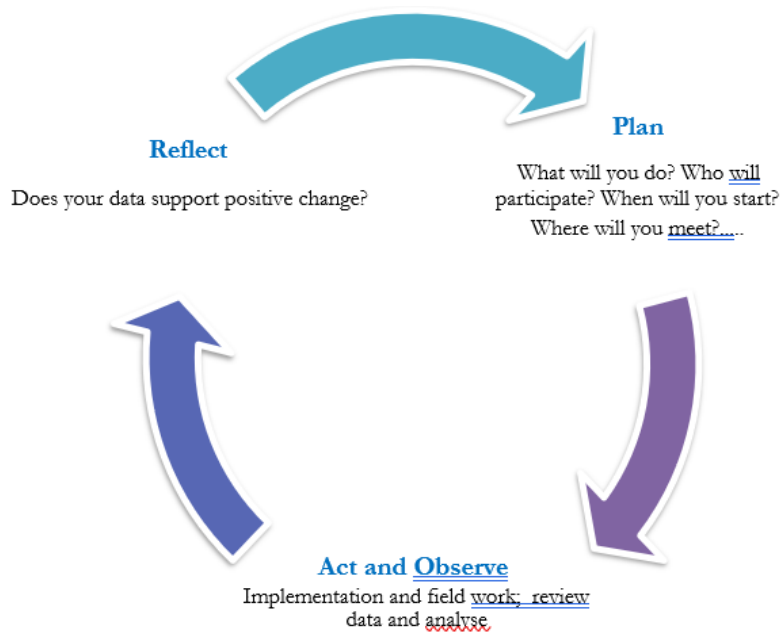 Reflect
Does your data support positive change?
Plan
What will you do? Who will
participate? When will you start?
Where will you meet?.....
Act and Observe
Implementation and field work;  review
data and analyse